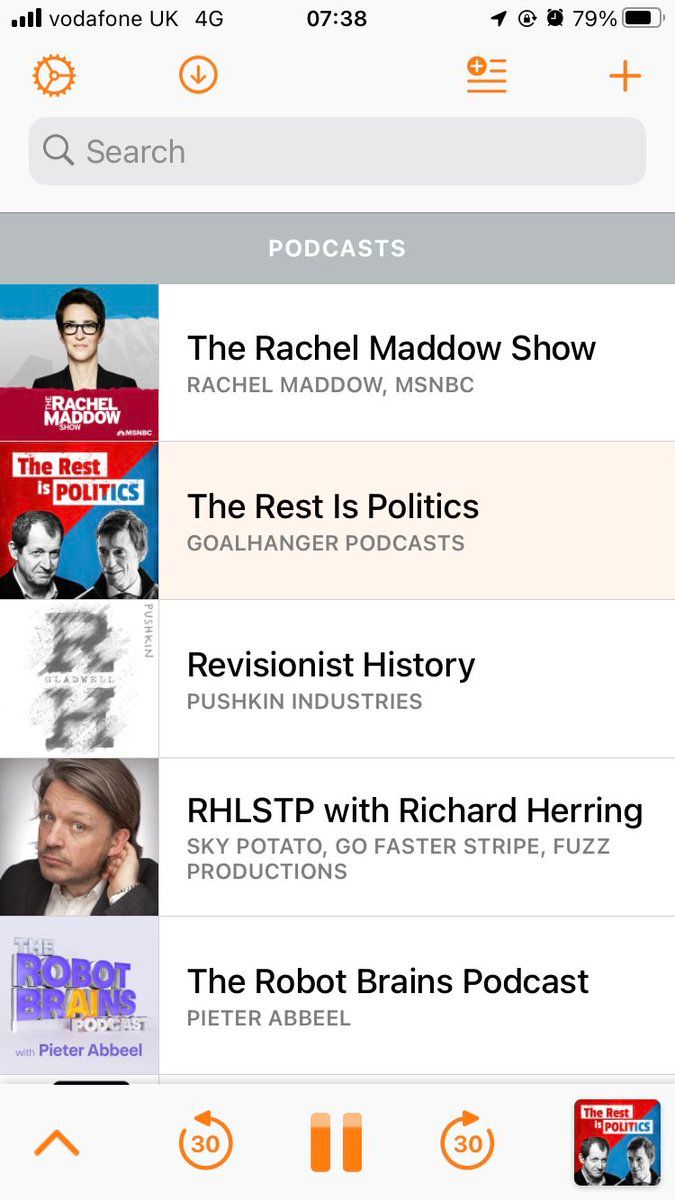 vodafone UK 4G 07:38 79%
Search
PODCASTS
THE
RACHEL
MADDOW
SHOW
MSNBC
The Rachel Maddow Show
RACHEL MADDOW, MSNBC
The Rest
is POLITICS
The Rest Is Politics
GOALHANGER PODCASTS
PUSHKIN
R
GLADWELL
H
Revisionist History
PUSHKIN INDUSTRIES
RHLSTP with Richard Herring
SKY POTATO, GO FASTER STRIPE, FUZZ
PRODUCTIONS
THE
ROBOT
BRAINS
PODCAST
with Pieter Abbeel
The Robot Brains Podcast
PIETER ABBEEL
30
30
The Rest
is POLITICS